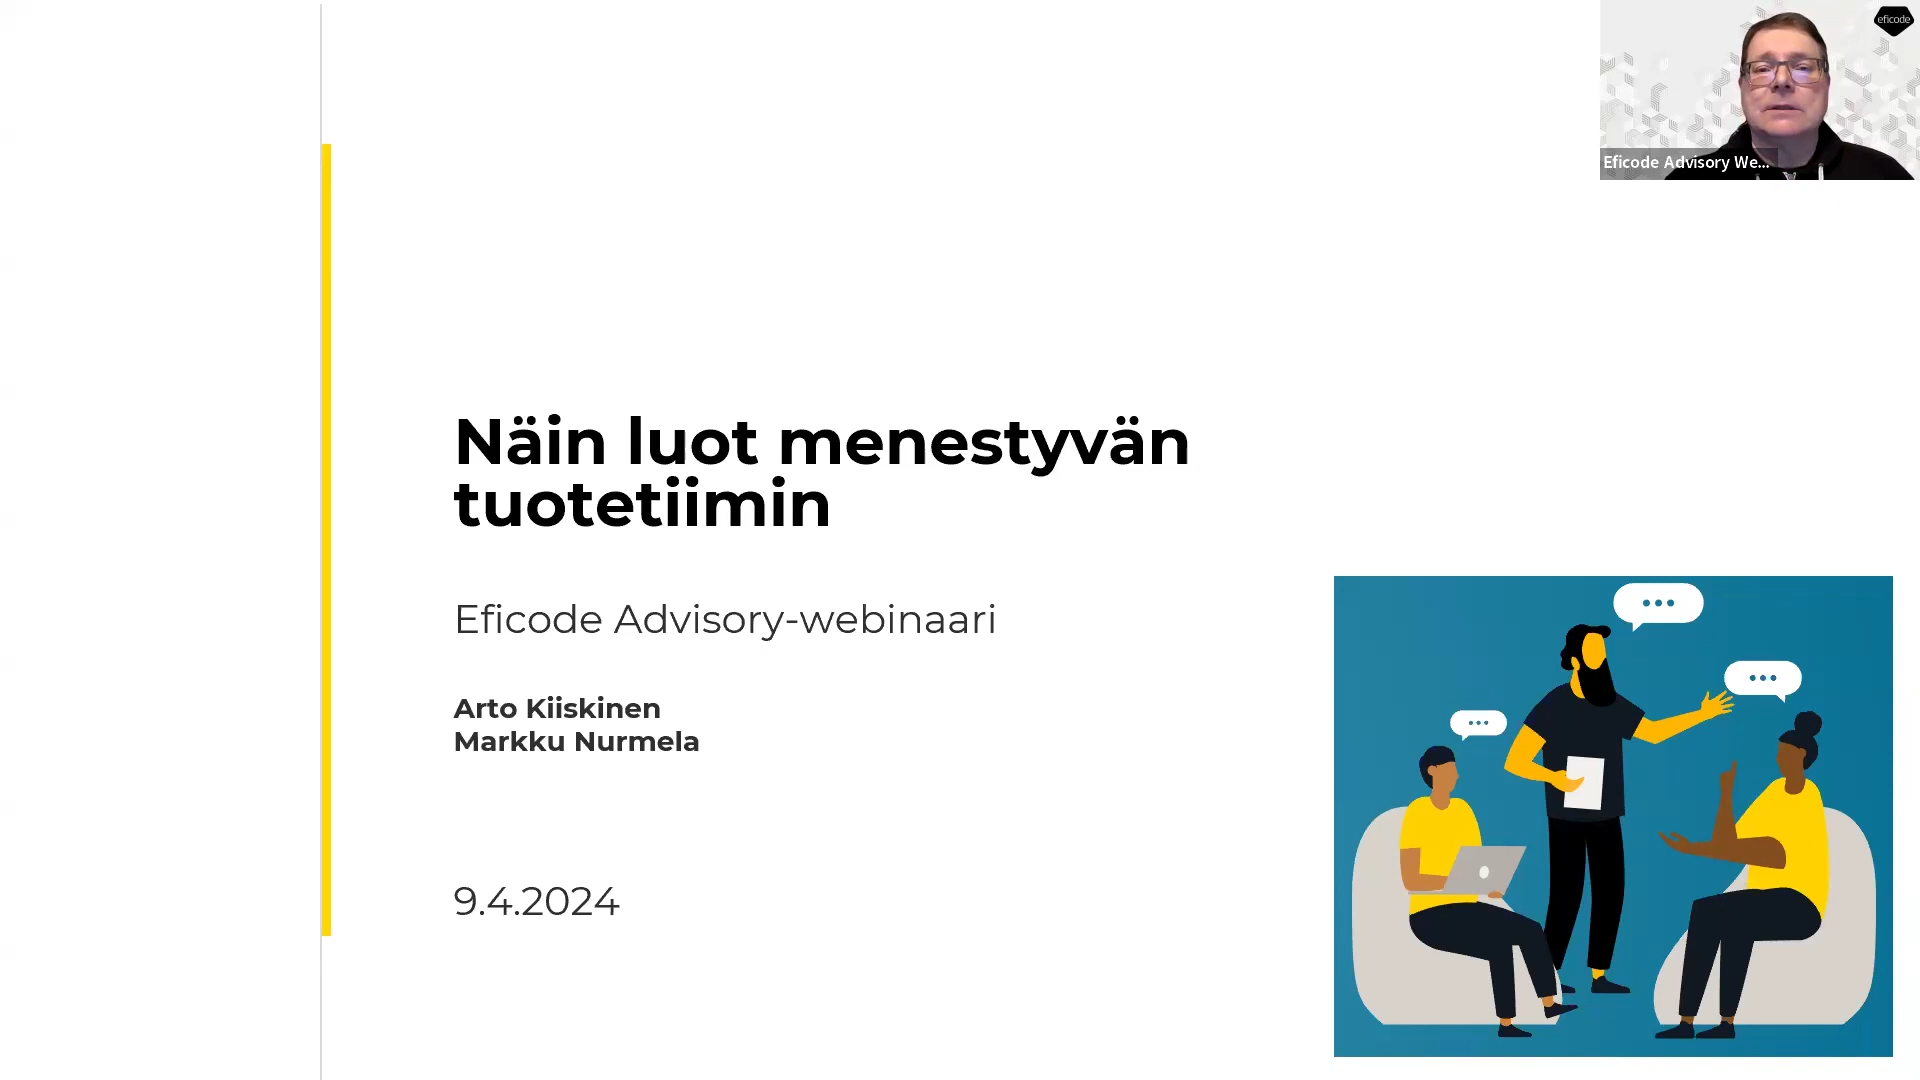 eficode
Eficode Advisory We...
Näin luot menestyvän
tuotetiimin
Eficode Advisory-webinaari
Arto Kiiskinen
Markku Nurmela
9.4.2024